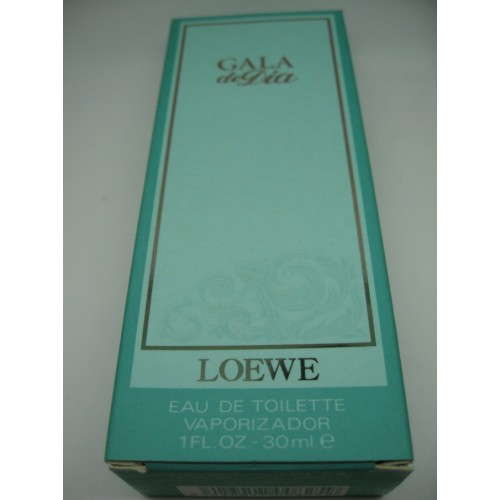 GALA
de Dia
LOEWE
EAU DE TOILETTE
VAPORIZADOR
1FL.OZ.-30ml.℮